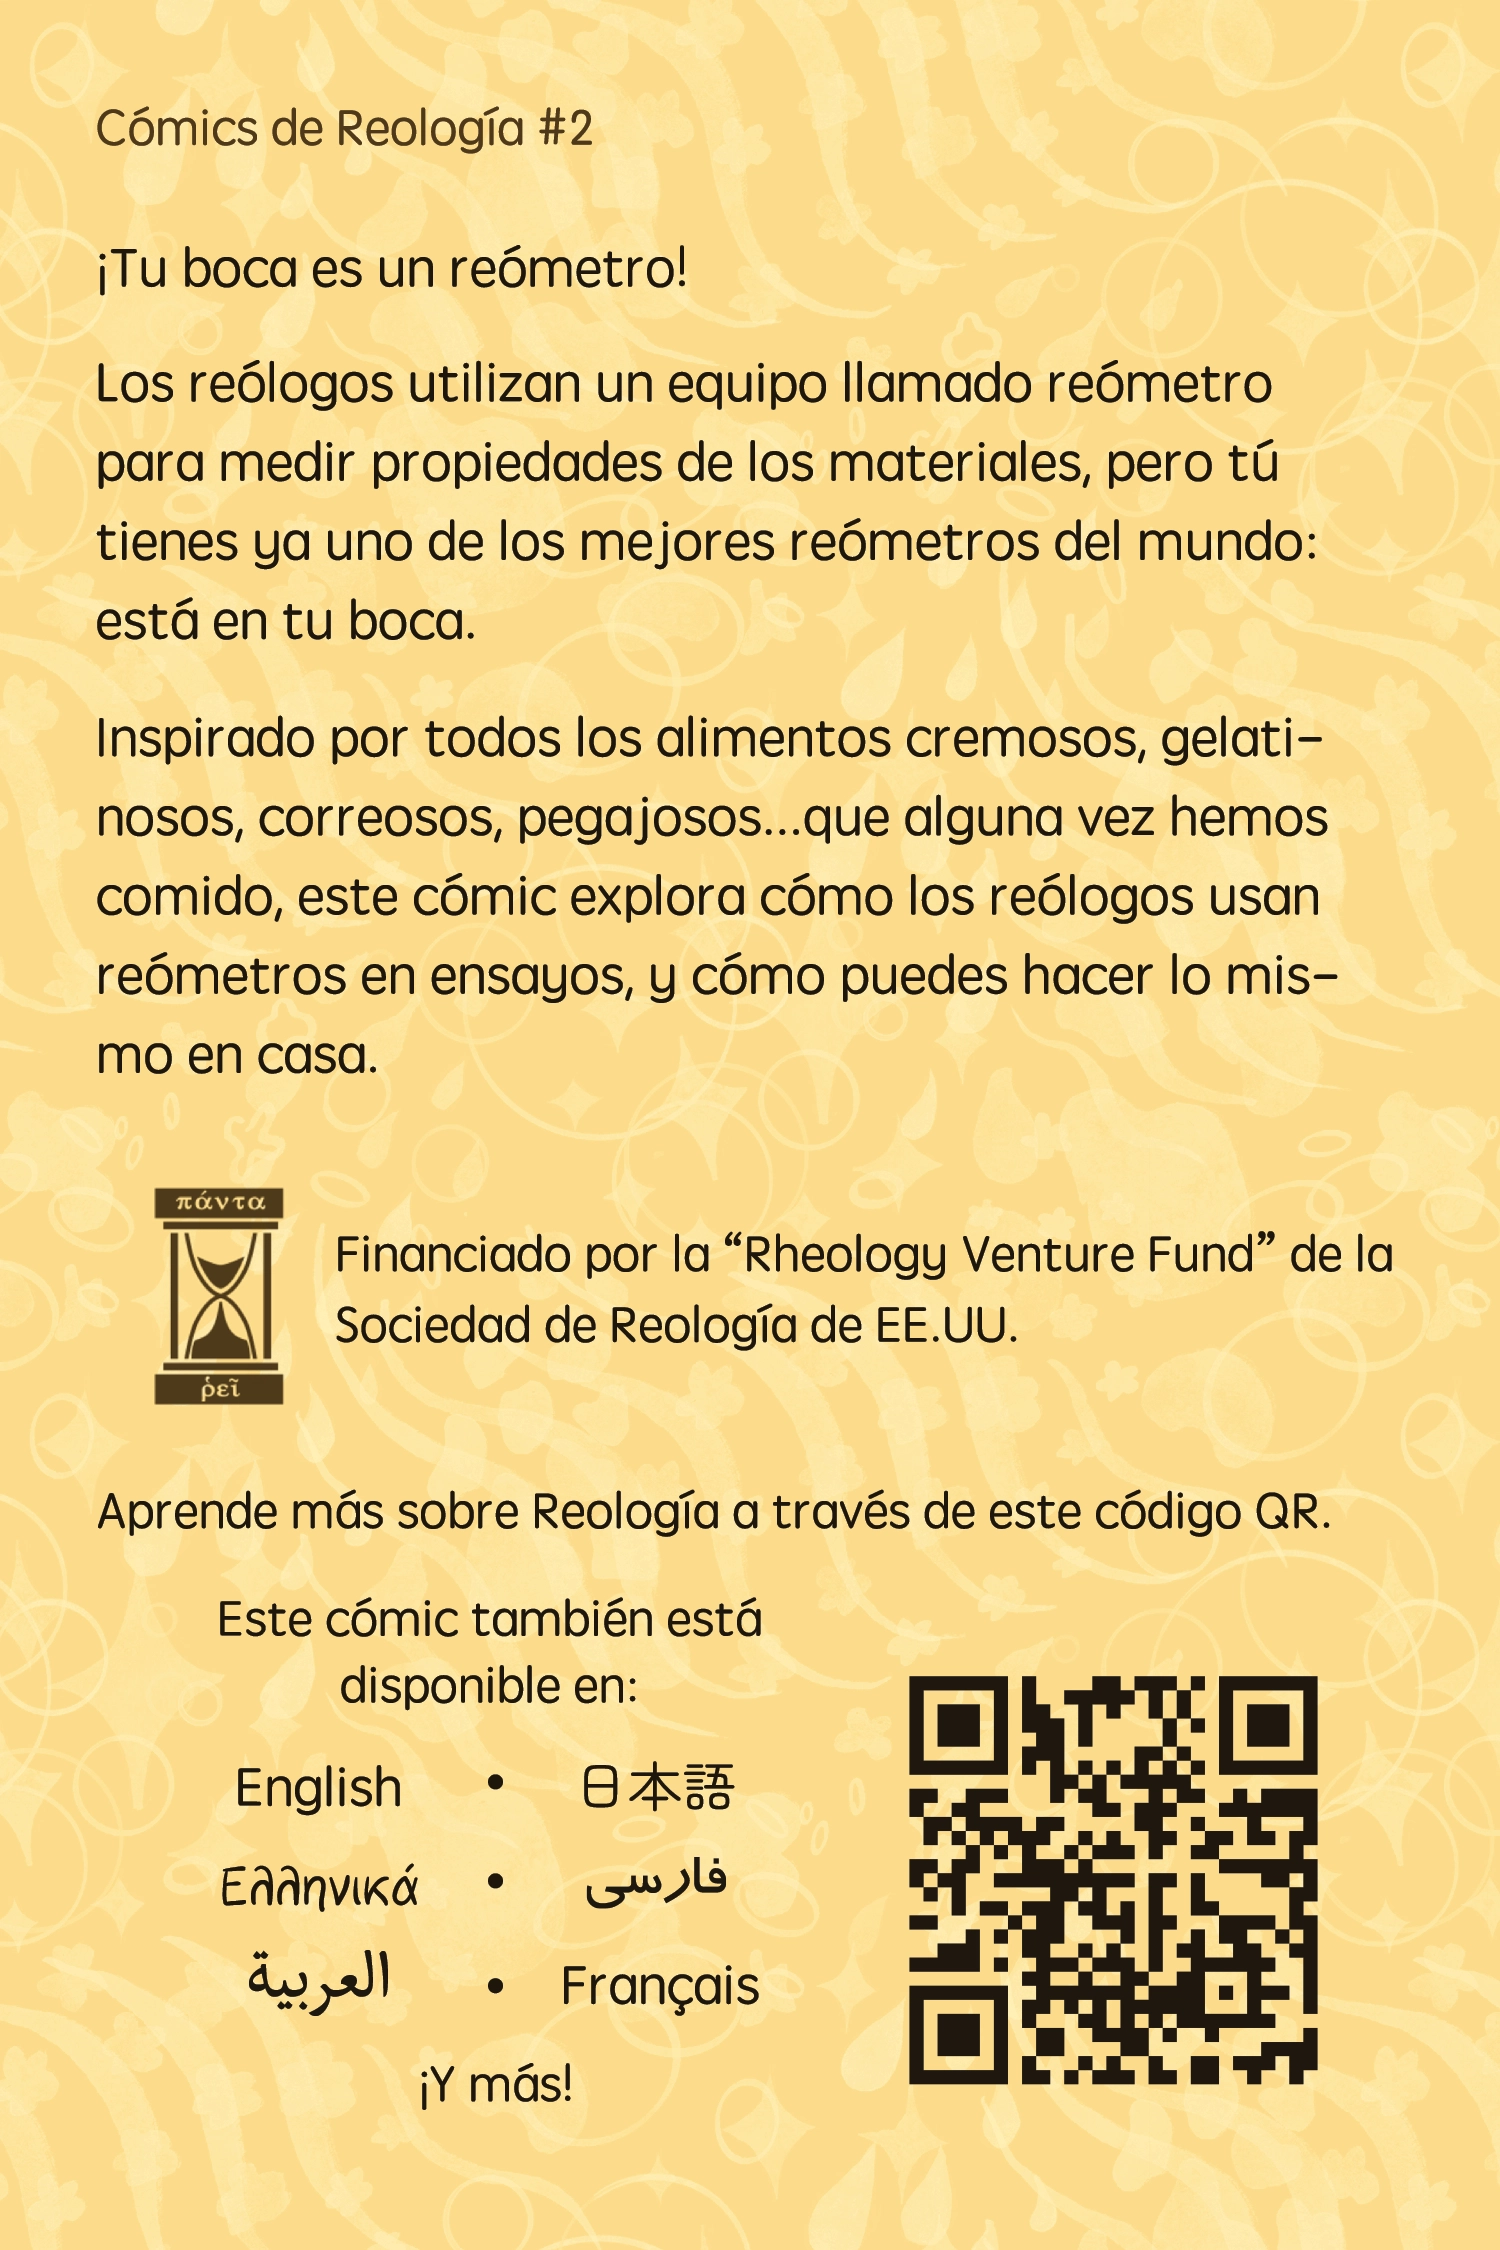 Cómics de Reología #2
¡Tu boca es un reómetro!
Los reólogos utilizan un equipo llamado reómetro
para medir propiedades de los materiales, pero tú
tienes ya uno de los mejores reómetros del mundo:
está en tu boca.
Inspirado por todos los alimentos cremosos, gelati-
nosos, correosos, pegajosos...que alguna vez hemos
comido, este cómic explora cómo los reólogos usan
reómetros en ensayos, y cómo puedes hacer lo mis-
mo en casa.
πάντα
ῥεῖ
Financiado por la “Rheology Venture Fund” de la
Sociedad de Reología de EE.UU.
Aprende más sobre Reología a través de este código QR.
Este cómic también está
disponible en:
English • 日本語
Ελληνικά • فارسی
العربية • Français
¡Y más!